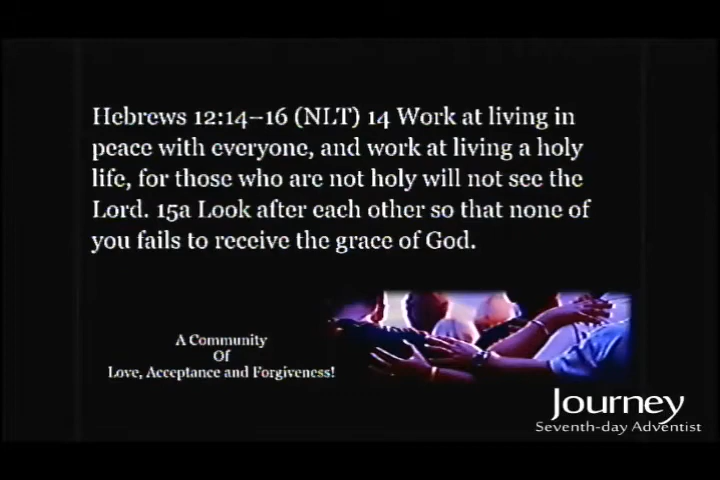 Hebrews 12:14–16 (NLT) 14 Work at living in
peace with everyone, and work at living a holy
life, for those who are not holy will not see the
Lord. 15a Look after each other so that none of
you fails to receive the grace of God.
A Community
Of
Love, Acceptance and Forgiveness!
Journey
Seventh-day Adventist